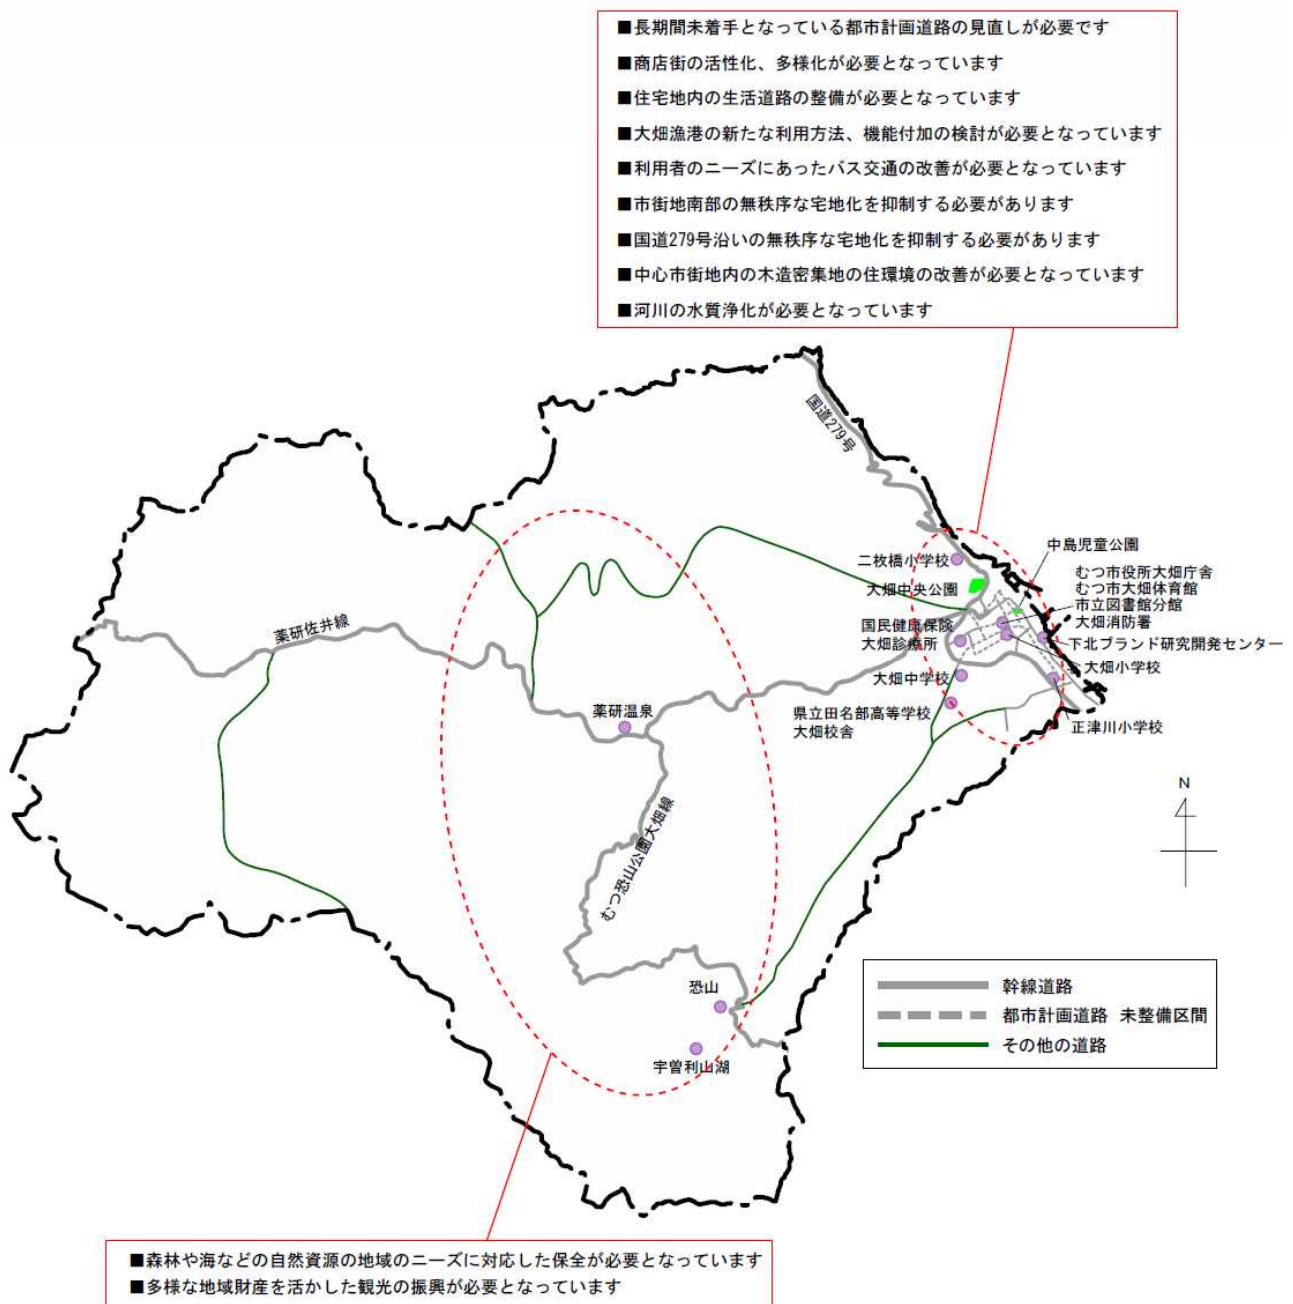 ■長期間未着手となっている都市計画道路の見直しが必要です
■商店街の活性化、多様化が必要となっています
■住宅地内の生活道路の整備が必要となっています
■大畑漁港の新たな利用方法、機能付加の検討が必要となっています
■利用者のニーズにあったバス交通の改善が必要となっています
■市街地南部の無秩序な宅地化を抑制する必要があります
■国道279号沿いの無秩序な宅地化を抑制する必要があります
■中心市街地内の木造密集地の住環境の改善が必要となっています
■河川の水質浄化が必要となっています
国道279号
二枚橋小学校
大畑中央公園
中島児童公園
むつ市役所大畑庁舎
むつ市大畑体育館
市立図書館分館
大畑消防署
国民健康保険
大畑診療所
下北ブランド研究開発センター
大畑小学校
大畑中学校
県立田名部高等学校
大畑校舎
正津川小学校
薬研佐井線
薬研温泉
むつ恐山公園大畑線
恐山
宇曽利山湖
N
幹線道路
都市計画道路 未整備区間
その他の道路
■森林や海などの自然資源の地域のニーズに対応した保全が必要となっています
■多様な地域財産を活かした観光の振興が必要となっています